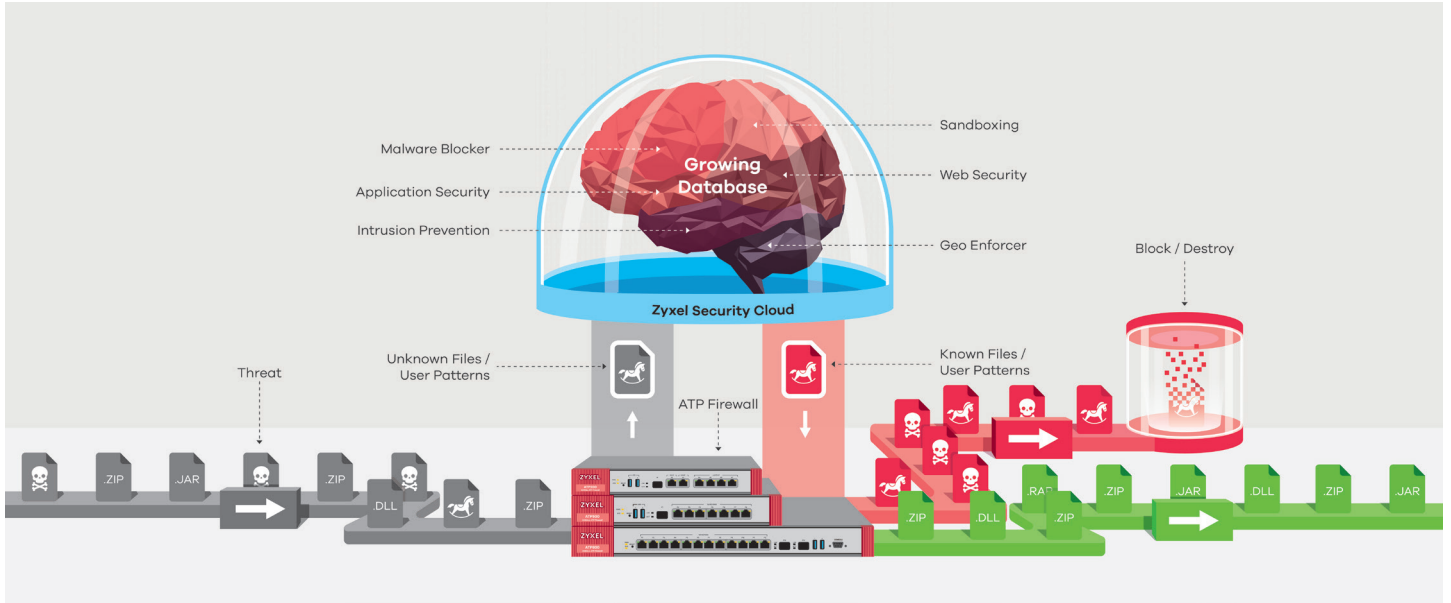 Malware Blocker
Application Security
Intrusion Prevention
Growing
Database
Sandboxing
Web Security
Geo Enforcer
Zyxel Security Cloud
Block / Destroy
Threat
Unknown Files /
User Patterns
ATP Firewall
Known Files /
User Patterns
.ZIP
.JAR
.ZIP
.DLL
.ZIP
ZYXEL
ZYXEL
ZYXEL
.ZIP
.DLL
.RAR
.ZIP
.ZIP
.JAR
.DLL
.ZIP
.JAR